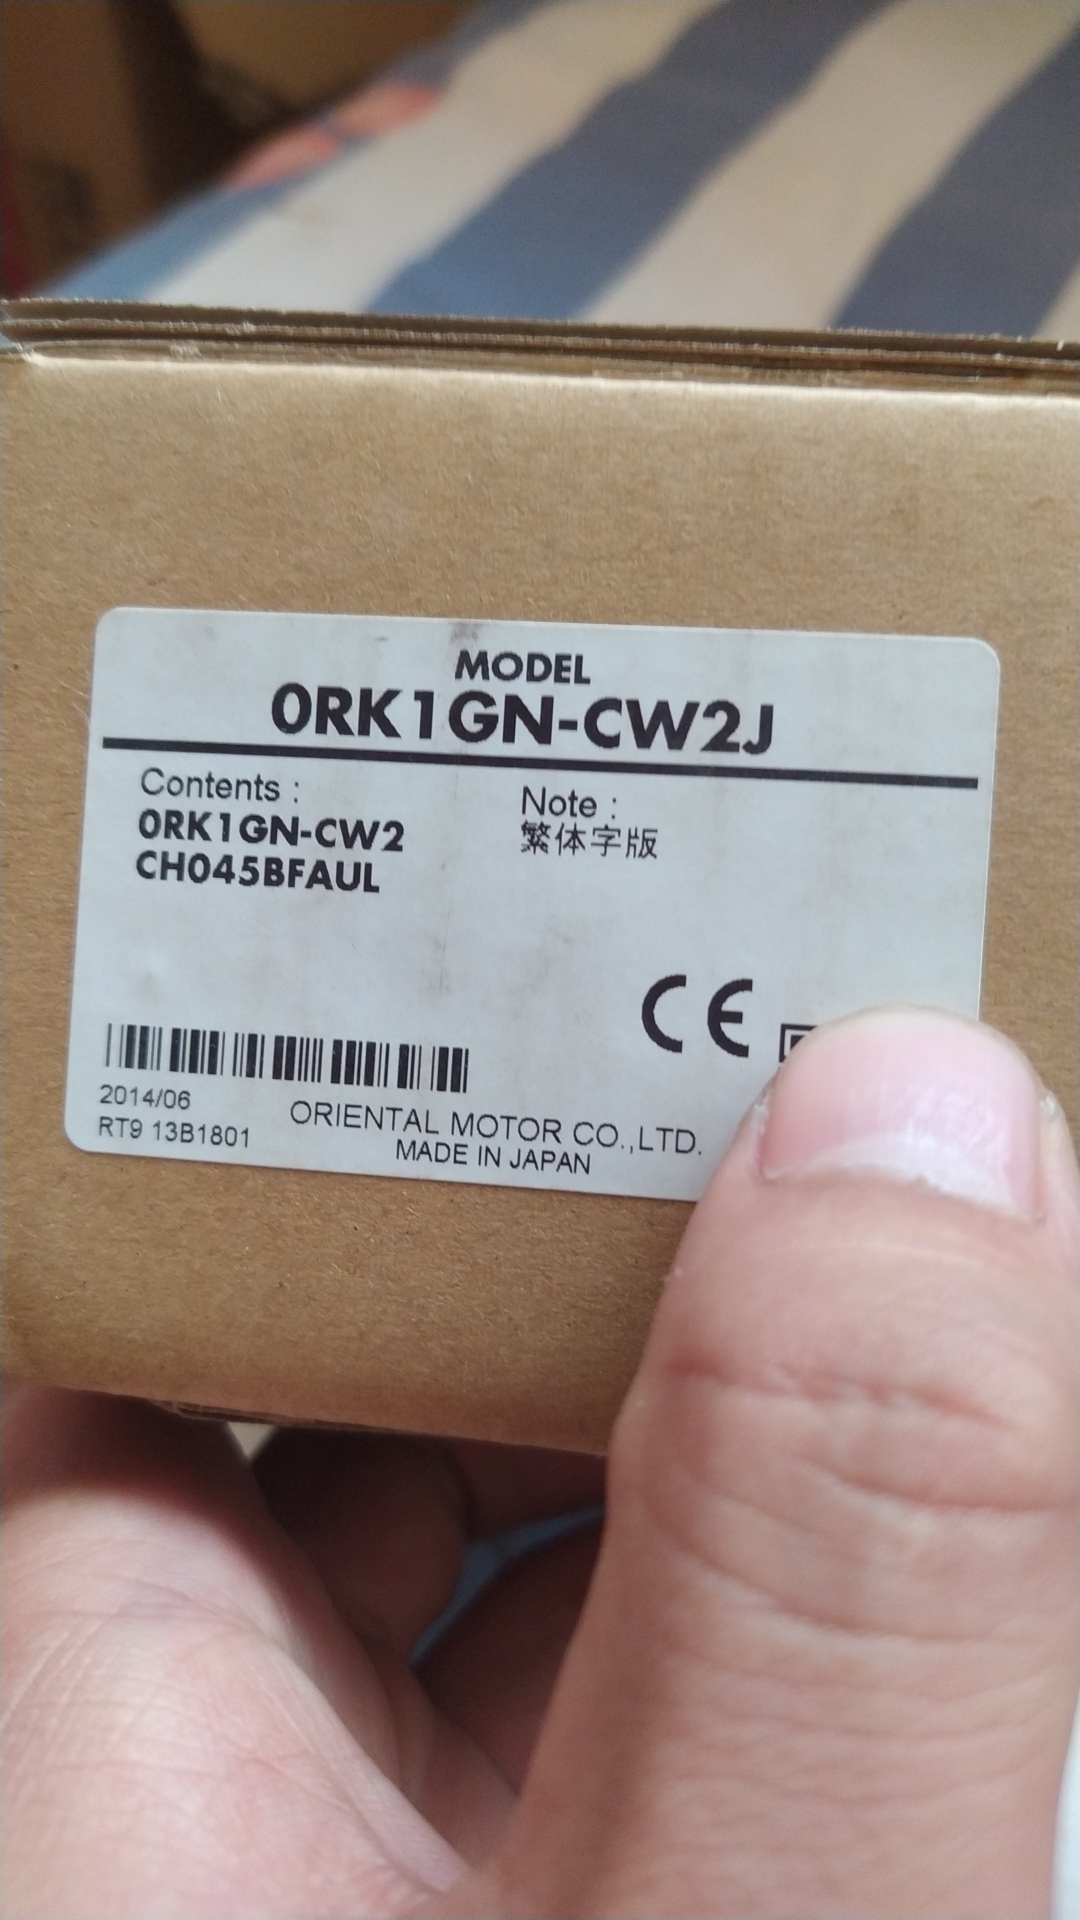 MODEL
0RK1GN-CW2J
Contents :
0RK1GN-CW2
CH045BFAUL
Note :
繁体字版
CE
2014/06
RT9 13B1801
ORIENTAL MOTOR CO.,LTD.
MADE IN JAPAN